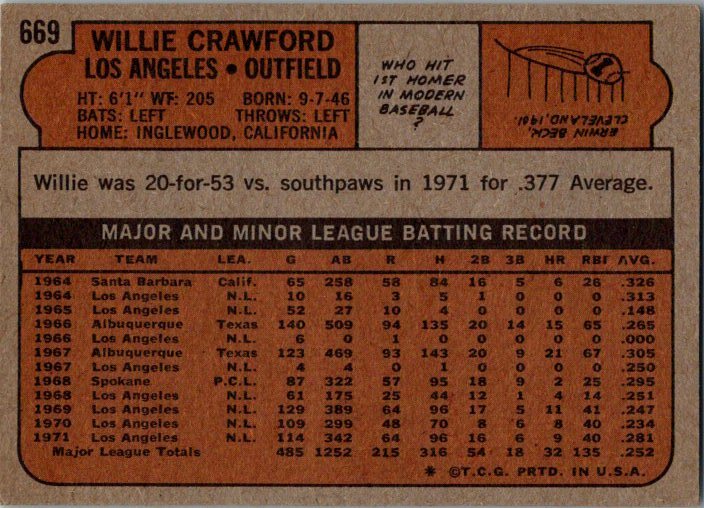 669
WILLIE CRAWFORD
LOS ANGELES • OUTFIELD
HT: 6'1" WT: 205 BORN: 9-7-46
BATS: LEFT THROWS: LEFT
HOME: INGLEWOOD, CALIFORNIA
WHO HIT
1ST HOMER
IN MODERN
BASEBALL
?
ERWIN BECK,
CLEVELAND, 1901.
Willie was 20-for-53 vs. southpaws in 1971 for .377 Average.
MAJOR AND MINOR LEAGUE BATTING RECORD
YEAR TEAM LEA. G AB R H 2B 3B HR RBI AVG.
1964 Santa Barbara Calif. 65 258 58 84 16 5 6 26 .326
1964 Los Angeles N.L. 10 16 3 5 1 0 0 0 .313
1965 Los Angeles N.L. 52 27 10 4 0 0 0 0 .148
1966 Albuquerque Texas 140 509 94 135 20 14 15 65 .265
1966 Los Angeles N.L. 6 0 1 0 0 0 0 0 .000
1967 Albuquerque Texas 123 469 93 143 20 9 21 67 .305
1967 Los Angeles N.L. 4 4 0 1 0 0 0 0 .250
1968 Spokane P.C.L. 87 322 57 95 18 9 2 25 .295
1968 Los Angeles N.L. 61 175 25 44 12 1 4 14 .251
1969 Los Angeles N.L. 129 389 64 96 17 5 11 41 .247
1970 Los Angeles N.L. 109 299 48 70 8 6 8 40 .234
1971 Los Angeles N.L. 114 342 64 96 16 6 9 40 .281
Major League Totals 485 1252 215 316 54 18 32 135 .252
* ©T.C.G. PRTD. IN U.S.A.